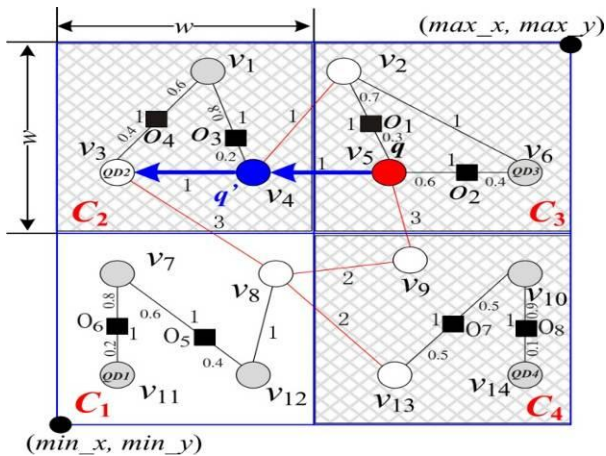 w
(max_x, max_y)
w
v1
v2
0.6
0.8
1
1
0.7
1
O4
O3
O1
1
0.4
0.2
0.3
v3
v4
v5
q
v6
QD2
1
q'
1
0.6
1
O2
0.4
QD3
C2
3
3
C3
v7
v8
2
v9
v10
0.8
O6
1
0.2
0.6
1
O5
0.4
1
2
0.5
1
O7
0.5
0.9
1
O8
0.1
QD1
v11
v12
v13
v14
QD4
C1
C4
(min_x, min_y)